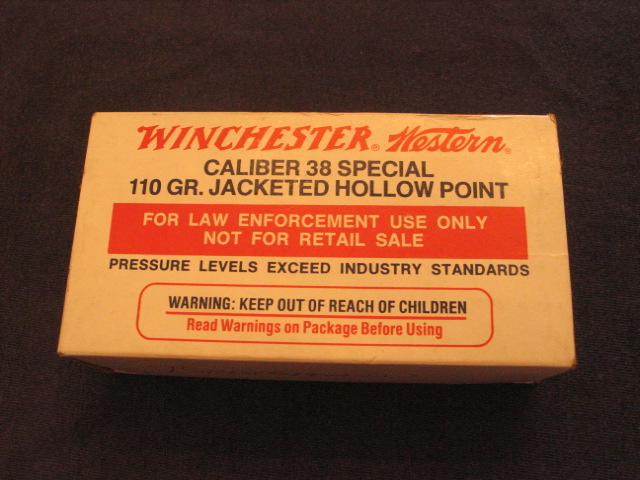 WINCHESTER® Western®
CALIBER 38 SPECIAL
110 GR. JACKETED HOLLOW POINT
FOR LAW ENFORCEMENT USE ONLY
NOT FOR RETAIL SALE
PRESSURE LEVELS EXCEED INDUSTRY STANDARDS
WARNING: KEEP OUT OF REACH OF CHILDREN
Read Warnings on Package Before Using